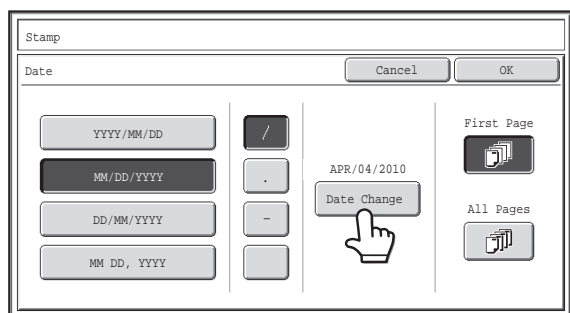 Stamp
Date
Cancel
OK
YYYY/MM/DD
MM/DD/YYYY
DD/MM/YYYY
MM DD, YYYY
/
.
-
APR/04/2010
Date Change
First Page
All Pages